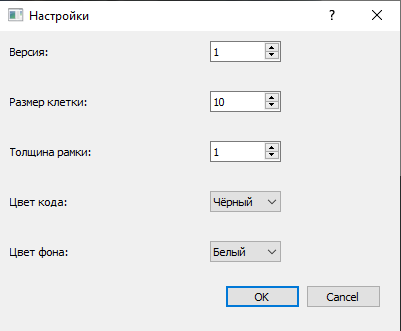 Настройки
Версия: 1
Размер клетки: 10
Толщина рамки: 1
Цвет кода: Чёрный
Цвет фона: Белый
OK Cancel